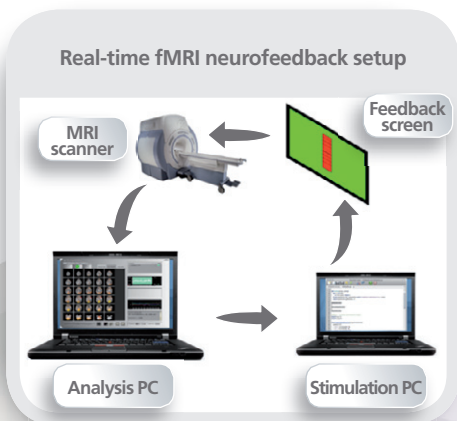 Real-time fMRI neurofeedback setup
MRI
scanner
Feedback
screen
Analysis PC
Stimulation PC